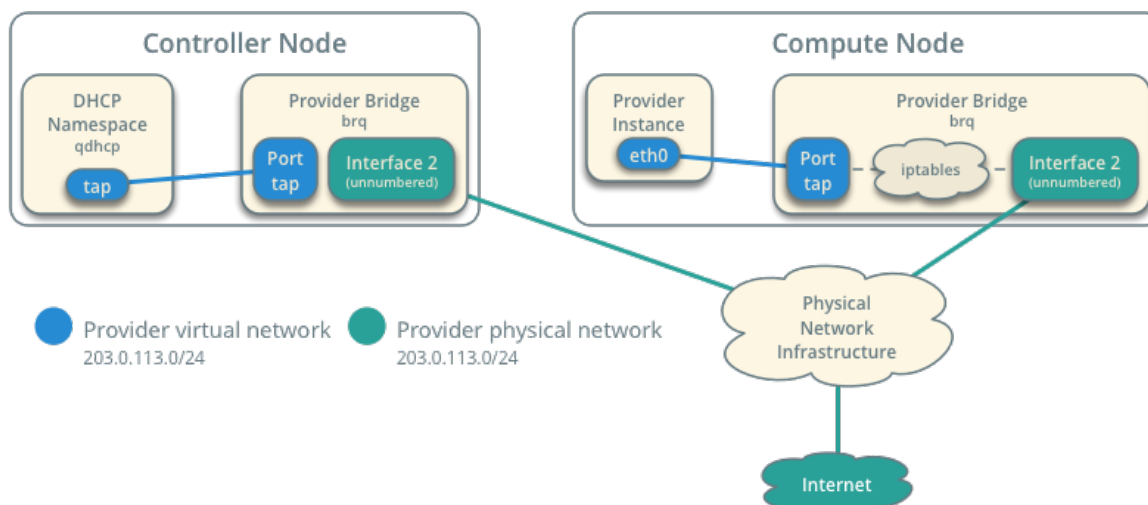 Controller Node
DHCP
Namespace
qdhcp
tap
Provider Bridge
brq
Port
tap
Interface 2
(unnumbered)
Compute Node
Provider
Instance
eth0
Provider Bridge
brq
Port
tap
iptables
Interface 2
(unnumbered)
Provider virtual network
203.0.113.0/24
Provider physical network
203.0.113.0/24
Physical
Network
Infrastructure
Internet